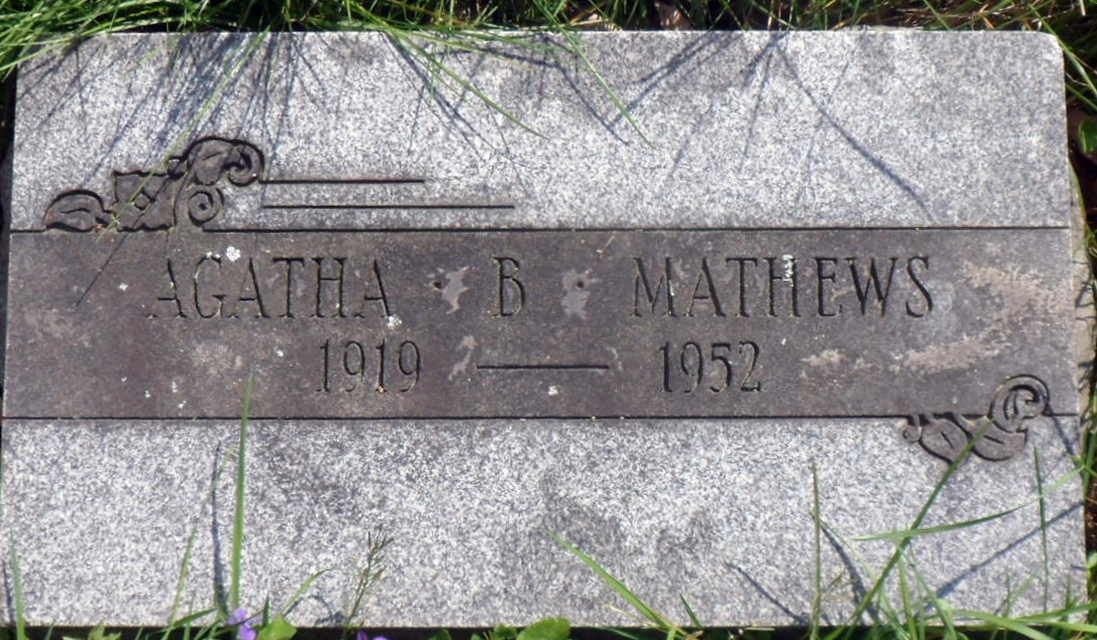 AGATHA · B · MATHEWS
1919 — 1952